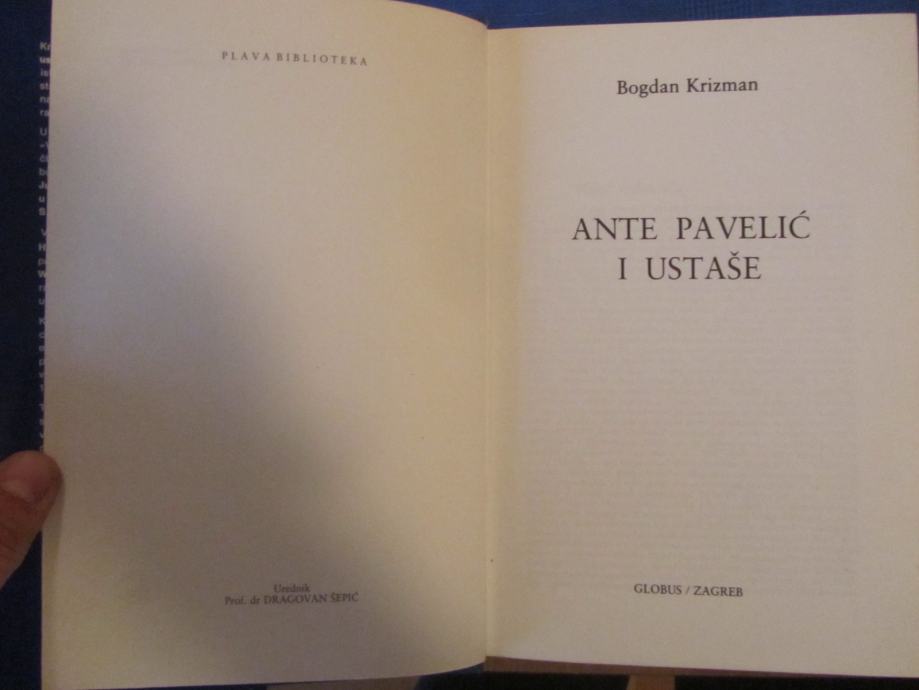 PLAVA BIBLIOTEKA
Urednik
Prof. dr DRAGOVAN ŠEPIĆ
Bogdan Krizman
ANTE PAVELIĆ
I USTAŠE
GLOBUS / ZAGREB